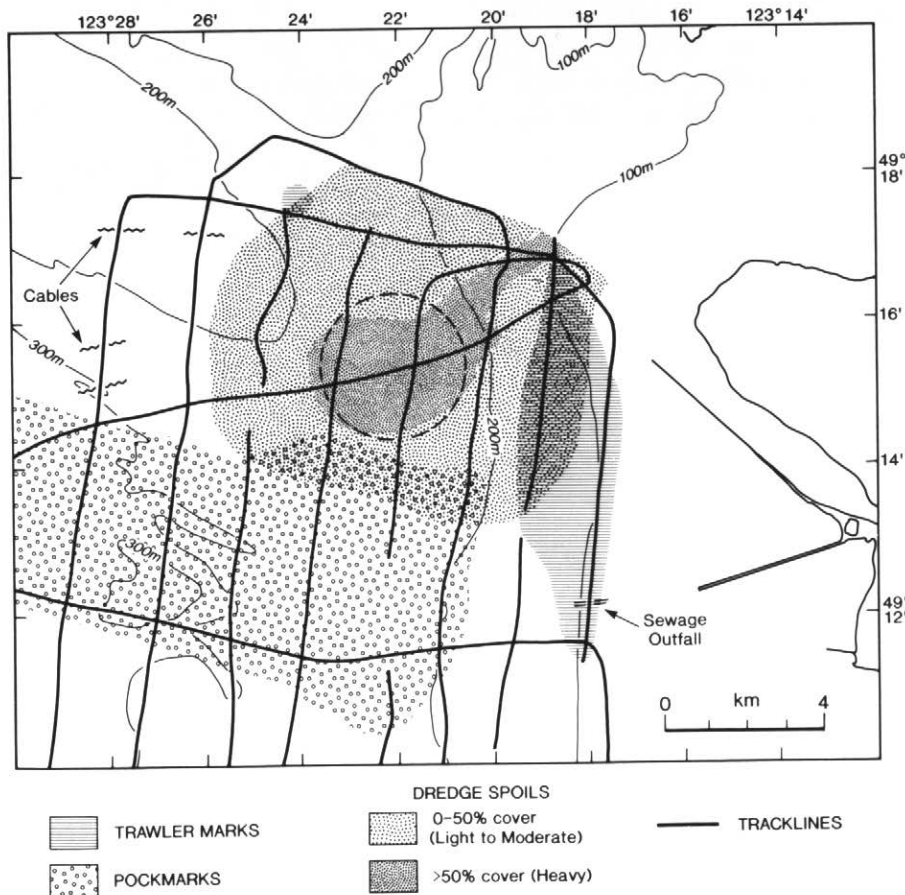 123°28' 26' 24' 22' 20' 18' 16' 123°14'
200m
200m
100m
49°
18'
100m
Cables
16'
300m
200m
14'
300m
49°
12'
Sewage
Outfall
0 km 4
DREDGE SPOILS
TRAWLER MARKS
0-50% cover
(Light to Moderate)
TRACKLINES
POCKMARKS
>50% cover (Heavy)